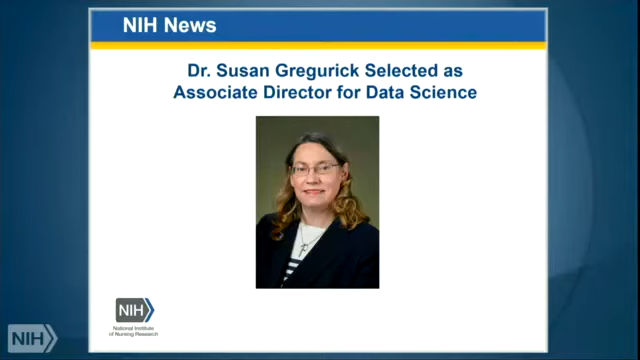 NIH News
Dr. Susan Gregurick Selected as
Associate Director for Data Science
NIH
National Institute
of Nursing Research
NIH